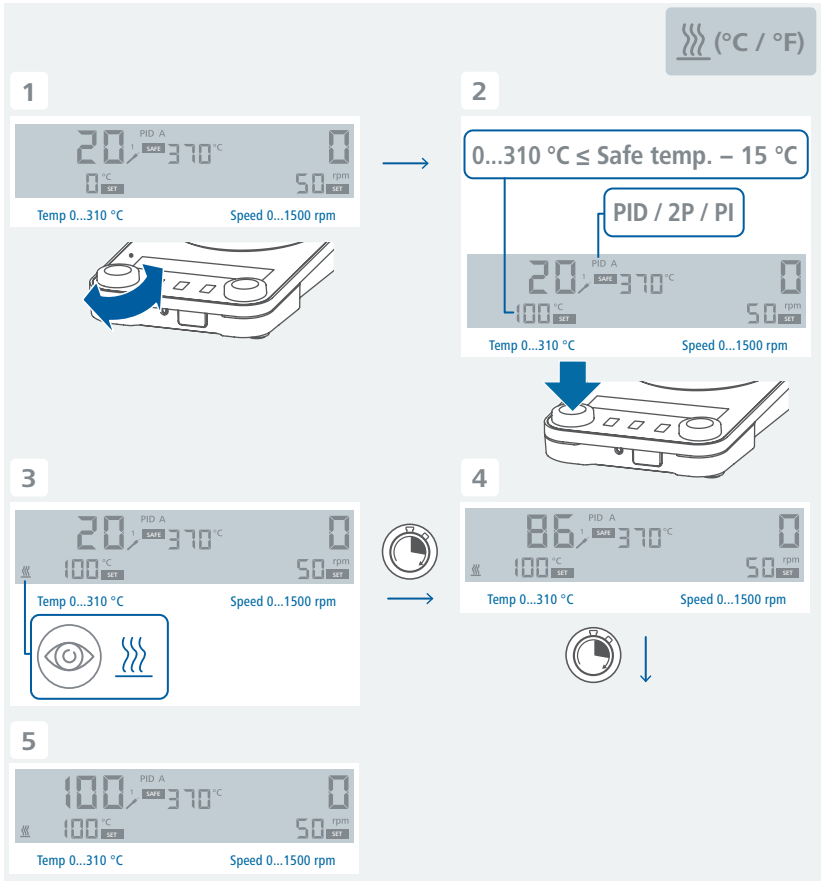 (°C / °F)
1
20 1 PID A SAFE 370 °C 0
0 °C SET 50 rpm SET
Temp 0...310 °C Speed 0...1500 rpm
2
0...310 °C ≤ Safe temp. – 15 °C
PID / 2P / PI
20 1 PID A SAFE 370 °C 0
100 °C SET 50 rpm SET
Temp 0...310 °C Speed 0...1500 rpm
3
20 1 PID A SAFE 370 °C 0
100 °C SET 50 rpm SET
Temp 0...310 °C Speed 0...1500 rpm
4
86 1 PID A SAFE 370 °C 0
100 °C SET 50 rpm SET
Temp 0...310 °C Speed 0...1500 rpm
5
100 1 PID A SAFE 370 °C 0
100 °C SET 50 rpm SET
Temp 0...310 °C Speed 0...1500 rpm